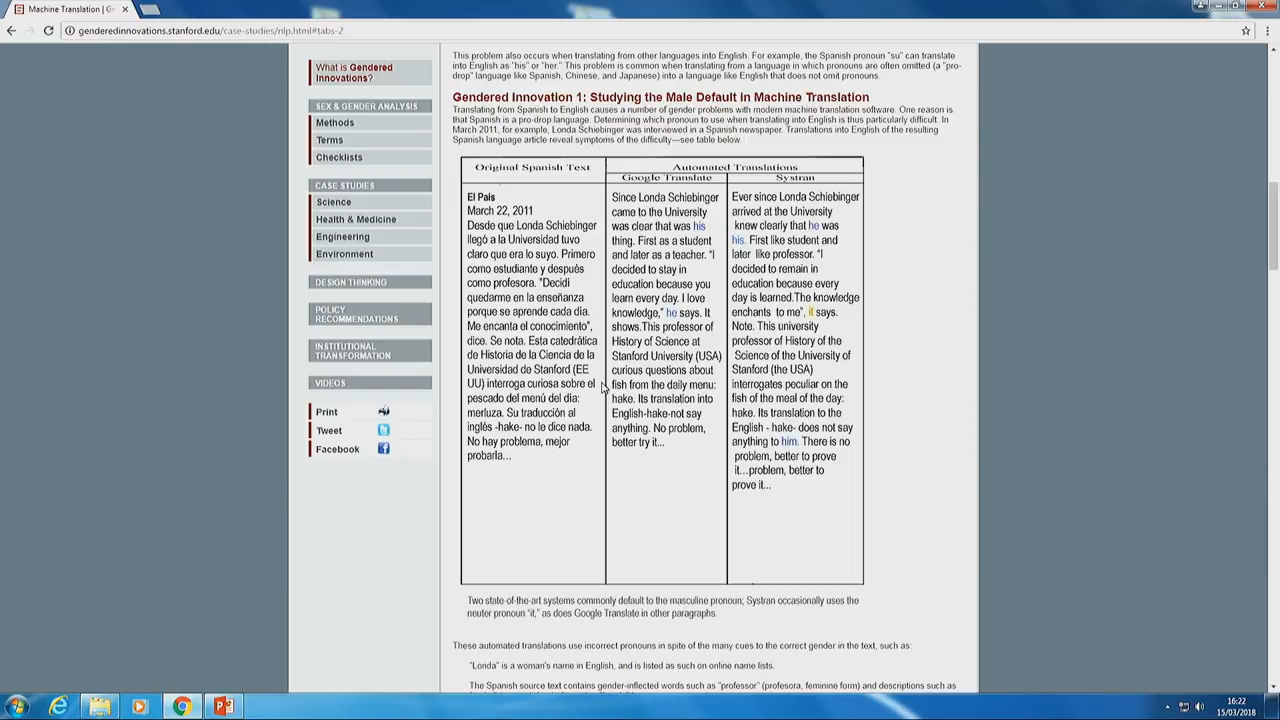 Machine Translation | Ge
genderedinnovations.stanford.edu/case-studies/nlp.html#tabs-2
What is Gendered
Innovations?
SEX & GENDER ANALYSIS
Methods
Terms
Checklists
CASE STUDIES
Science
Health & Medicine
Engineering
Environment
DESIGN THINKING
POLICY
RECOMMENDATIONS
INSTITUTIONAL
TRANSFORMATION
VIDEOS
Print
Tweet
Facebook
This problem also occurs when translating from other languages into English. For example, the Spanish pronoun "su" can translate
into English as "his" or "her." This problem is common when translating from a language in which pronouns are often omitted (a "pro-
drop" language like Spanish, Chinese, and Japanese) into a language like English that does not omit pronouns.
Gendered Innovation 1: Studying the Male Default in Machine Translation
Translating from Spanish to English causes a number of gender problems with modern machine translation software. One reason is
that Spanish is a pro-drop language. Determining which pronoun to use when translating into English is thus particularly difficult. In
March 2011, for example, Londa Schiebinger was interviewed in a Spanish newspaper. Translations into English of the resulting
Spanish language article reveal symptoms of the difficulty—see table below.
Original Spanish Text
Automated Translations
Google Translate
Systran
El Pais
March 22, 2011
Desde que Londa Schiebinger
llegó a la Universidad tuvo
claro que era lo suyo. Primero
como estudiante y después
como profesora. "Decidí
quedarme en la enseñanza
porque se aprende cada día.
Me encanta el conocimiento",
dice. Se nota. Esta catedrática
de Historia de la Ciencia de la
Universidad de Stanford (EE
UU) interroga curiosa sobre el
pescado del menú del día:
merluza. Su traducción al
inglés -hake- no le dice nada.
No hay problema, mejor
probarla...
Since Londa Schiebinger
came to the University
was clear that was his
thing. First as a student
and later as a teacher. "I
decided to stay in
education because you
learn every day. I love
knowledge," he says. It
shows.This professor of
History of Science at
Stanford University (USA)
curious questions about
fish from the daily menu:
hake. Its translation into
English-hake-not say
anything. No problem,
better try it...
Ever since Londa Schiebinger
arrived at the University
knew clearly that he was
his. First like student and
later like professor. "I
decided to remain in
education because every
day is learned.The knowledge
enchants to me", it says.
Note. This university
professor of History of the
Science of the University of
Stanford (the USA)
interrogates peculiar on the
fish of the meal of the day:
hake. Its translation to the
English - hake- does not say
anything to him. There is no
problem, better to prove
it...problem, better to
prove it...
Two state-of-the-art systems commonly default to the masculine pronoun; Systran occasionally uses the
neuter pronoun "it," as does Google Translate in other paragraphs.
These automated translations use incorrect pronouns in spite of the many cues to the correct gender in the text, such as:
"Londa" is a woman's name in English, and is listed as such on online name lists.
The Spanish source text contains gender-inflected words such as "professor" (profesora, feminine form) and descriptions such as
16:22
15/03/2018